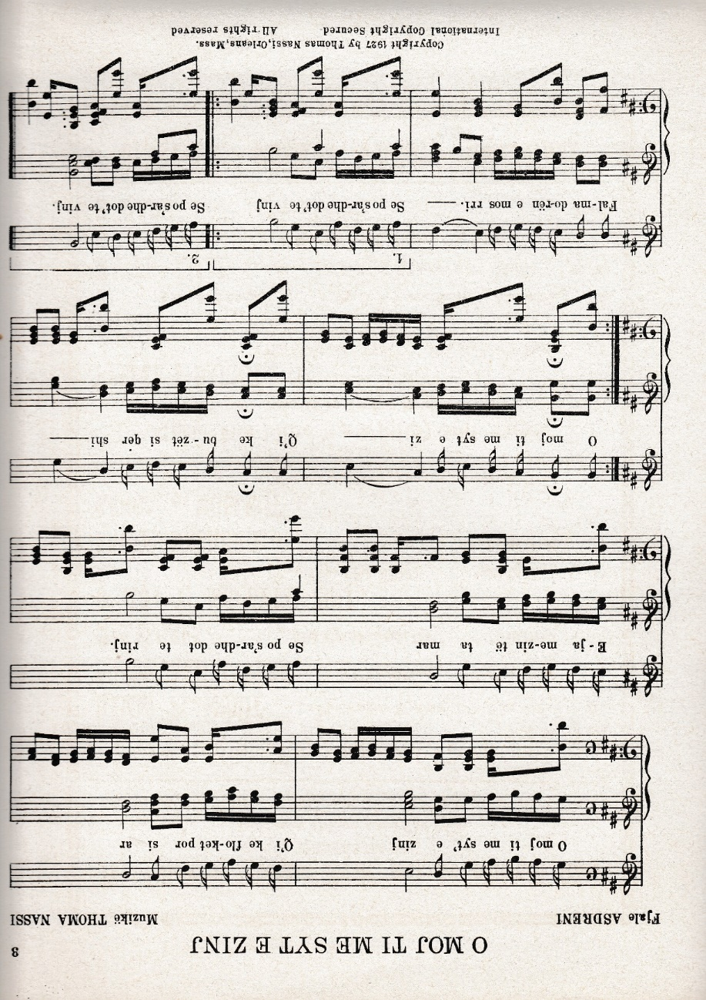 3
O MOJ TI ME SYT E ZINJ
Fjale ASDRENI Muzikë THOMA NASSI
O moj ti me syt' e zinj Q'i ke flo-ket por si ar
E - ja me-zin të ta mar Se po s'ar-dhe dot te rinj.
O moj ti me syt e zi Q'i ke bu-zët si qer shi
1. 2.
Fal-ma do-rën e mos rri. Se po s'ar-dhe dot' te vinj Se po s'ar-dhe dot' te vinj.
Copyright 1927 by Thomas Nassi, Orleans, Mass.
International Copyright Secured All rights reserved